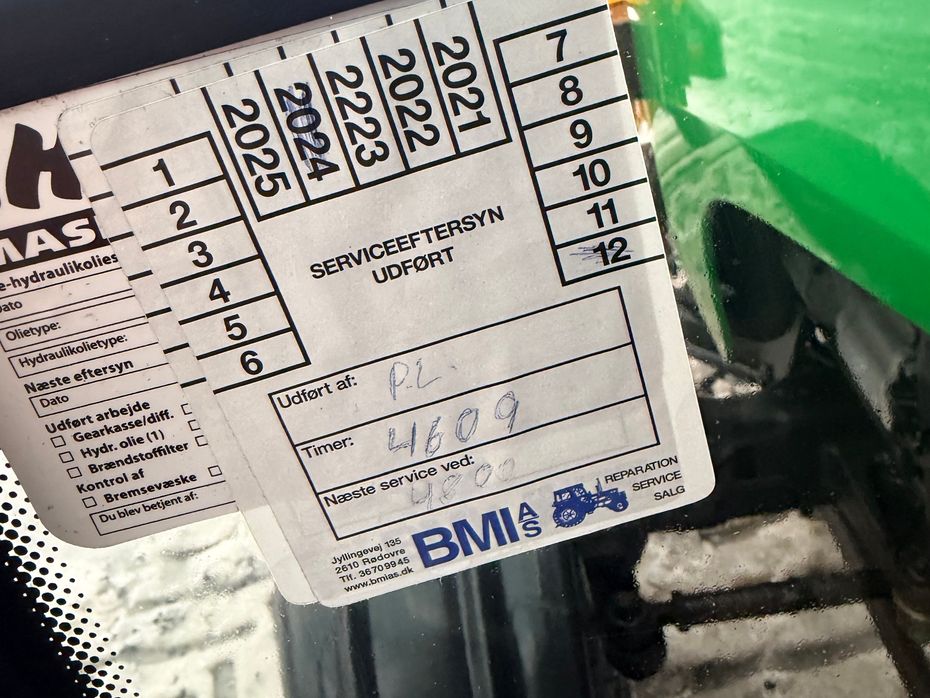 2025
2024
2223
2022
2021
7
8
9
10
11
12
1
2
3
4
5
6
SERVICEEFTERSYN
UDFØRT
Udført af: P.L.
Timer: 4609
Næste service ved: 4800
BMI A/S
REPARATION
SERVICE
SALG
Jyllingevej 135
2610 Rødovre
Tlf. 36709945
www.bmias.dk
MAS
e-hydraulikolies
Dato
Olietype:
Hydraulikolietype:
Næste eftersyn
Dato
Udført arbejde
Gearkasse/diff.
Hydr. olie (1)
Brændstoffilter
Kontrol af
Bremsevæske
Du blev betjent af: